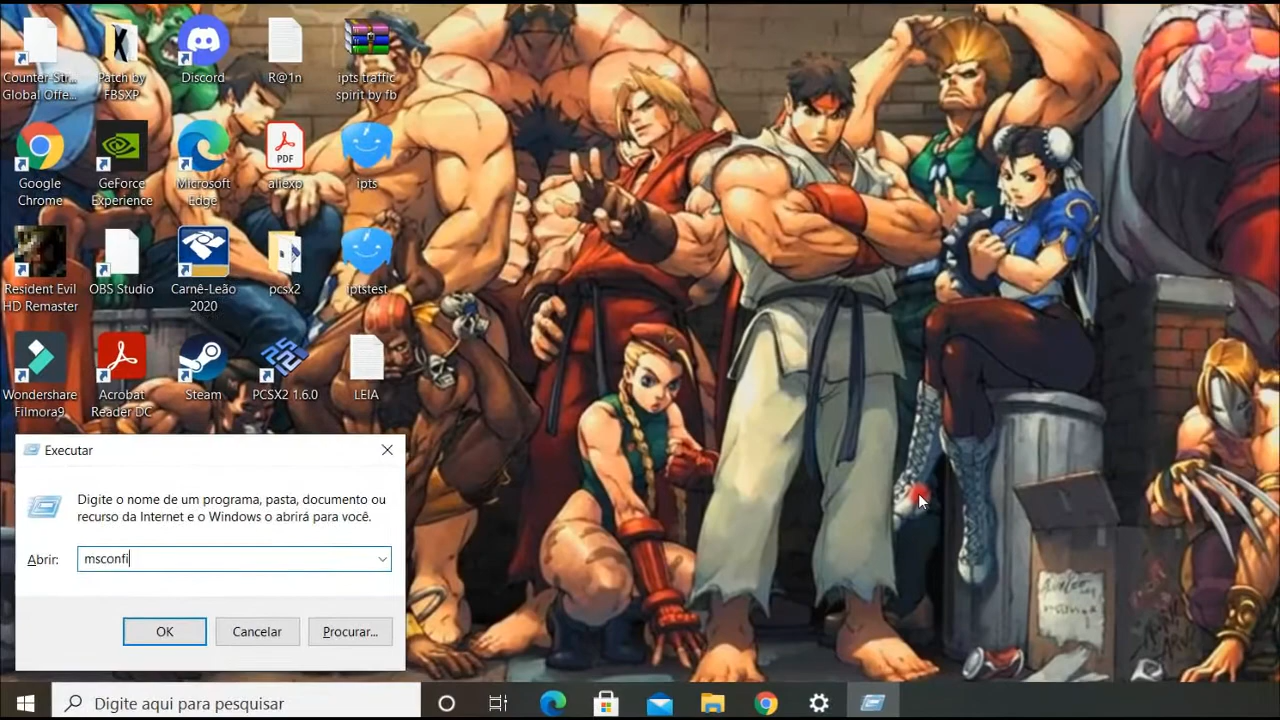 Counter-Str...
Global Offe...
Patch by
FBSXP
Discord
R@1n
ipts traffic
spirit by fb
Google
Chrome
GeForce
Experience
Microsoft
Edge
PDF
aliexp
ipts
Resident Evil
HD Remaster
OBS Studio
Carnê-Leão
2020
pcsx2
iptstest
Wondershare
Filmora9
Acrobat
Reader DC
Steam
PCSX2 1.6.0
LEIA
Executar
Digite o nome de um programa, pasta, documento ou
recurso da Internet e o Windows o abrirá para você.
Abrir:
msconfi
OK
Cancelar
Procurar...
Digite aqui para pesquisar